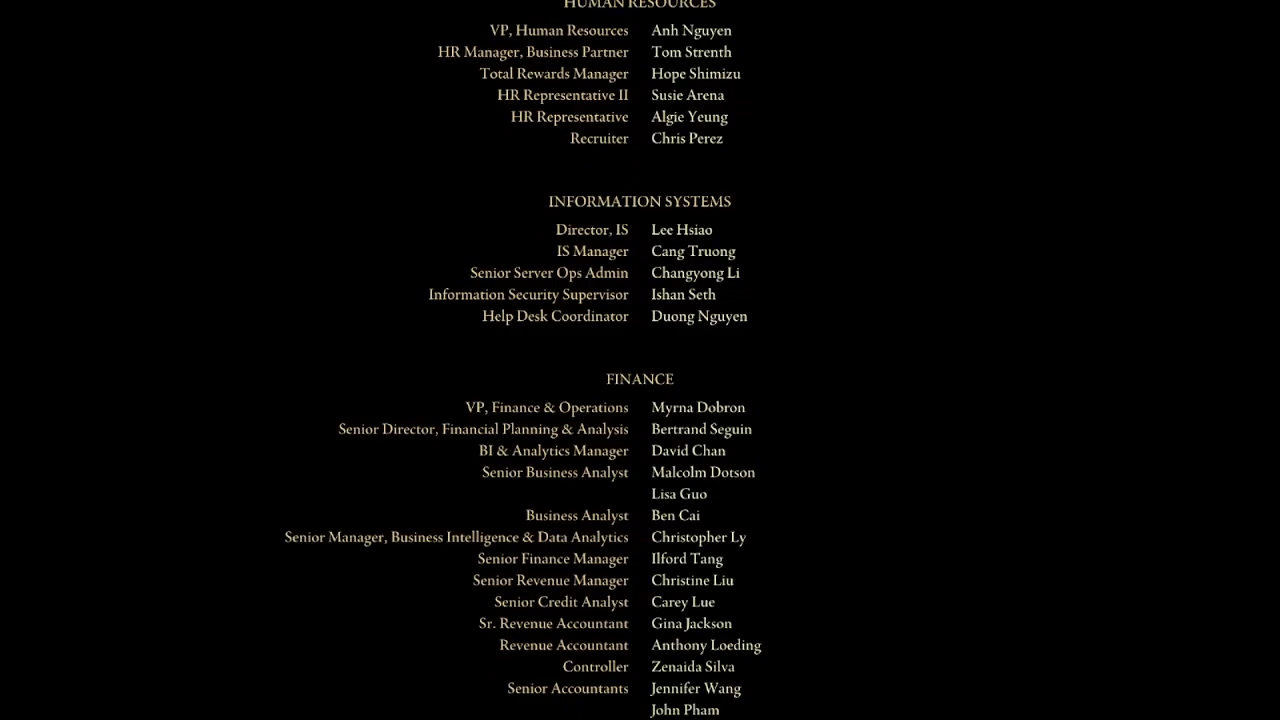 HUMAN RESOURCES
VP, Human Resources Anh Nguyen
HR Manager, Business Partner Tom Strenth
Total Rewards Manager Hope Shimizu
HR Representative II Susie Arena
HR Representative Algie Yeung
Recruiter Chris Perez
INFORMATION SYSTEMS
Director, IS Lee Hsiao
IS Manager Cang Truong
Senior Server Ops Admin Changyong Li
Information Security Supervisor Ishan Seth
Help Desk Coordinator Duong Nguyen
FINANCE
VP, Finance & Operations Myrna Dobron
Senior Director, Financial Planning & Analysis Bertrand Seguin
BI & Analytics Manager David Chan
Senior Business Analyst Malcolm Dotson
Lisa Guo
Business Analyst Ben Cai
Senior Manager, Business Intelligence & Data Analytics Christopher Ly
Senior Finance Manager Ilford Tang
Senior Revenue Manager Christine Liu
Senior Credit Analyst Carey Lue
Sr. Revenue Accountant Gina Jackson
Revenue Accountant Anthony Loeding
Controller Zenaida Silva
Senior Accountants Jennifer Wang
John Pham